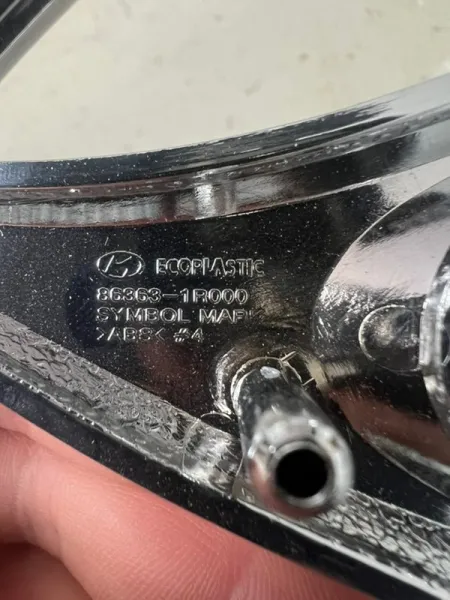 ECOPLASTIC
86363-1R000
SYMBOL MARK
>ABS< #4